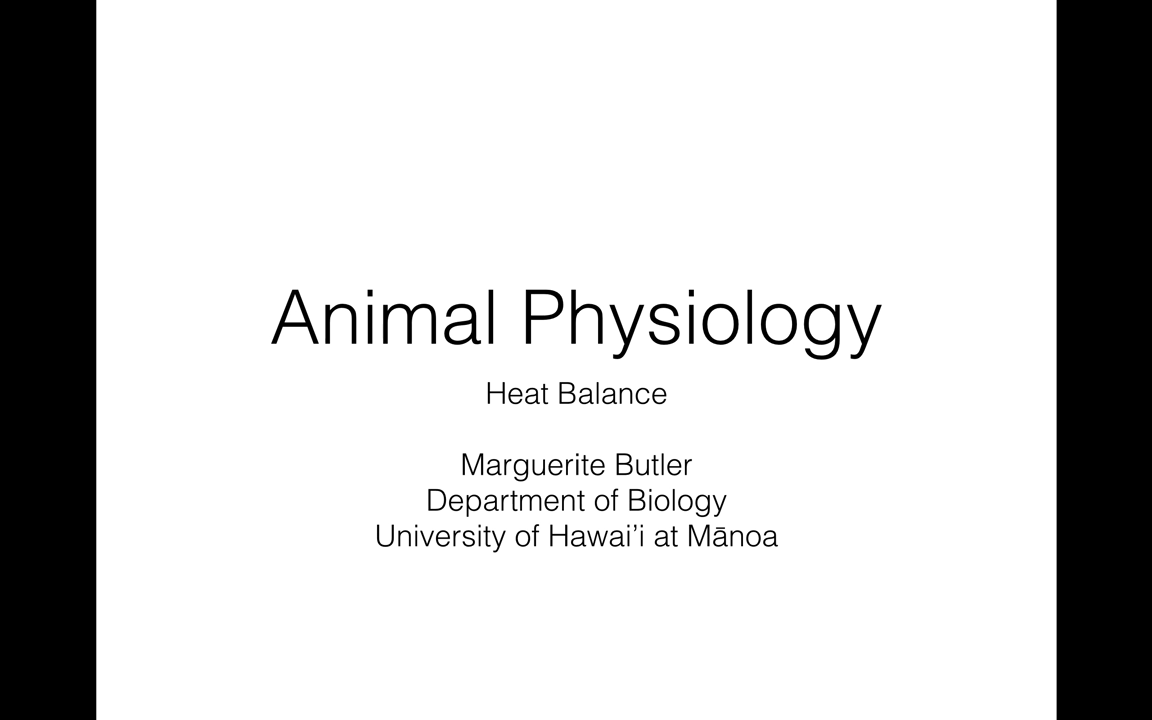 Animal Physiology
Heat Balance
Marguerite Butler
Department of Biology
University of Hawai’i at Mānoa